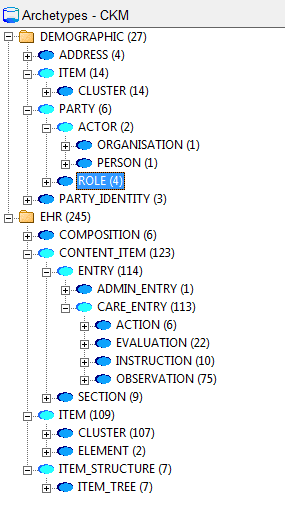 Archetypes - CKM
DEMOGRAPHIC (27)
ADDRESS (4)
ITEM (14)
CLUSTER (14)
PARTY (6)
ACTOR (2)
ORGANISATION (1)
PERSON (1)
ROLE (4)
PARTY_IDENTITY (3)
EHR (245)
COMPOSITION (6)
CONTENT_ITEM (123)
ENTRY (114)
ADMIN_ENTRY (1)
CARE_ENTRY (113)
ACTION (6)
EVALUATION (22)
INSTRUCTION (10)
OBSERVATION (75)
SECTION (9)
ITEM (109)
CLUSTER (107)
ELEMENT (2)
ITEM_STRUCTURE (7)
ITEM_TREE (7)